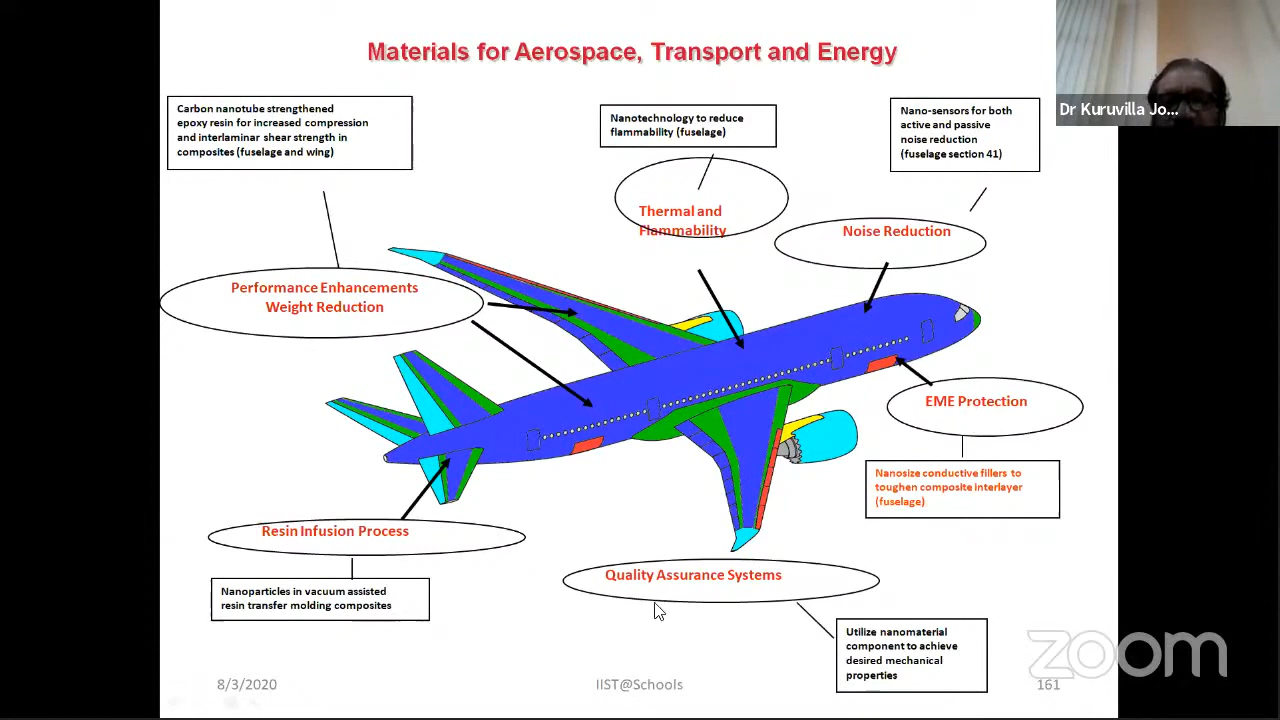 Materials for Aerospace, Transport and Energy
Dr Kuruvilla Jo...
Carbon nanotube strengthened
epoxy resin for increased compression
and interlaminar shear strength in
composites (fuselage and wing)
Nanotechnology to reduce
flammability (fuselage)
Nano-sensors for both
active and passive
noise reduction
(fuselage section 41)
Thermal and
Flammability
Noise Reduction
Performance Enhancements
Weight Reduction
EME Protection
Nanosize conductive fillers to
toughen composite interlayer
(fuselage)
Resin Infusion Process
Nanoparticles in vacuum assisted
resin transfer molding composites
Quality Assurance Systems
Utilize nanomaterial
component to achieve
desired mechanical
properties
zoom
8/3/2020
IIST@Schools
161